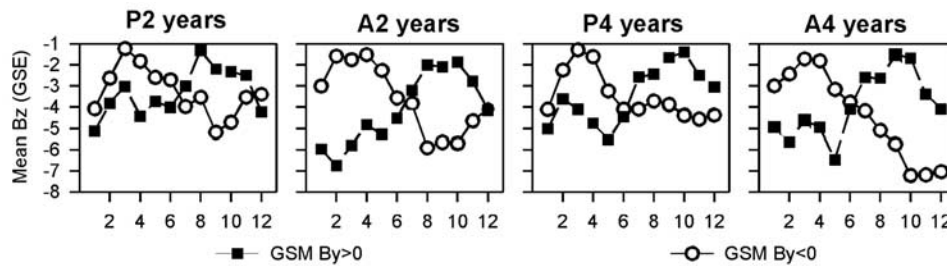 P2 years A2 years P4 years A4 years
Mean Bz (GSE)
-1
-2
-3
-4
-5
-6
-7
-8
2 4 6 8 10 12 2 4 6 8 10 12 2 4 6 8 10 12 2 4 6 8 10 12
GSM By>0 GSM By<0